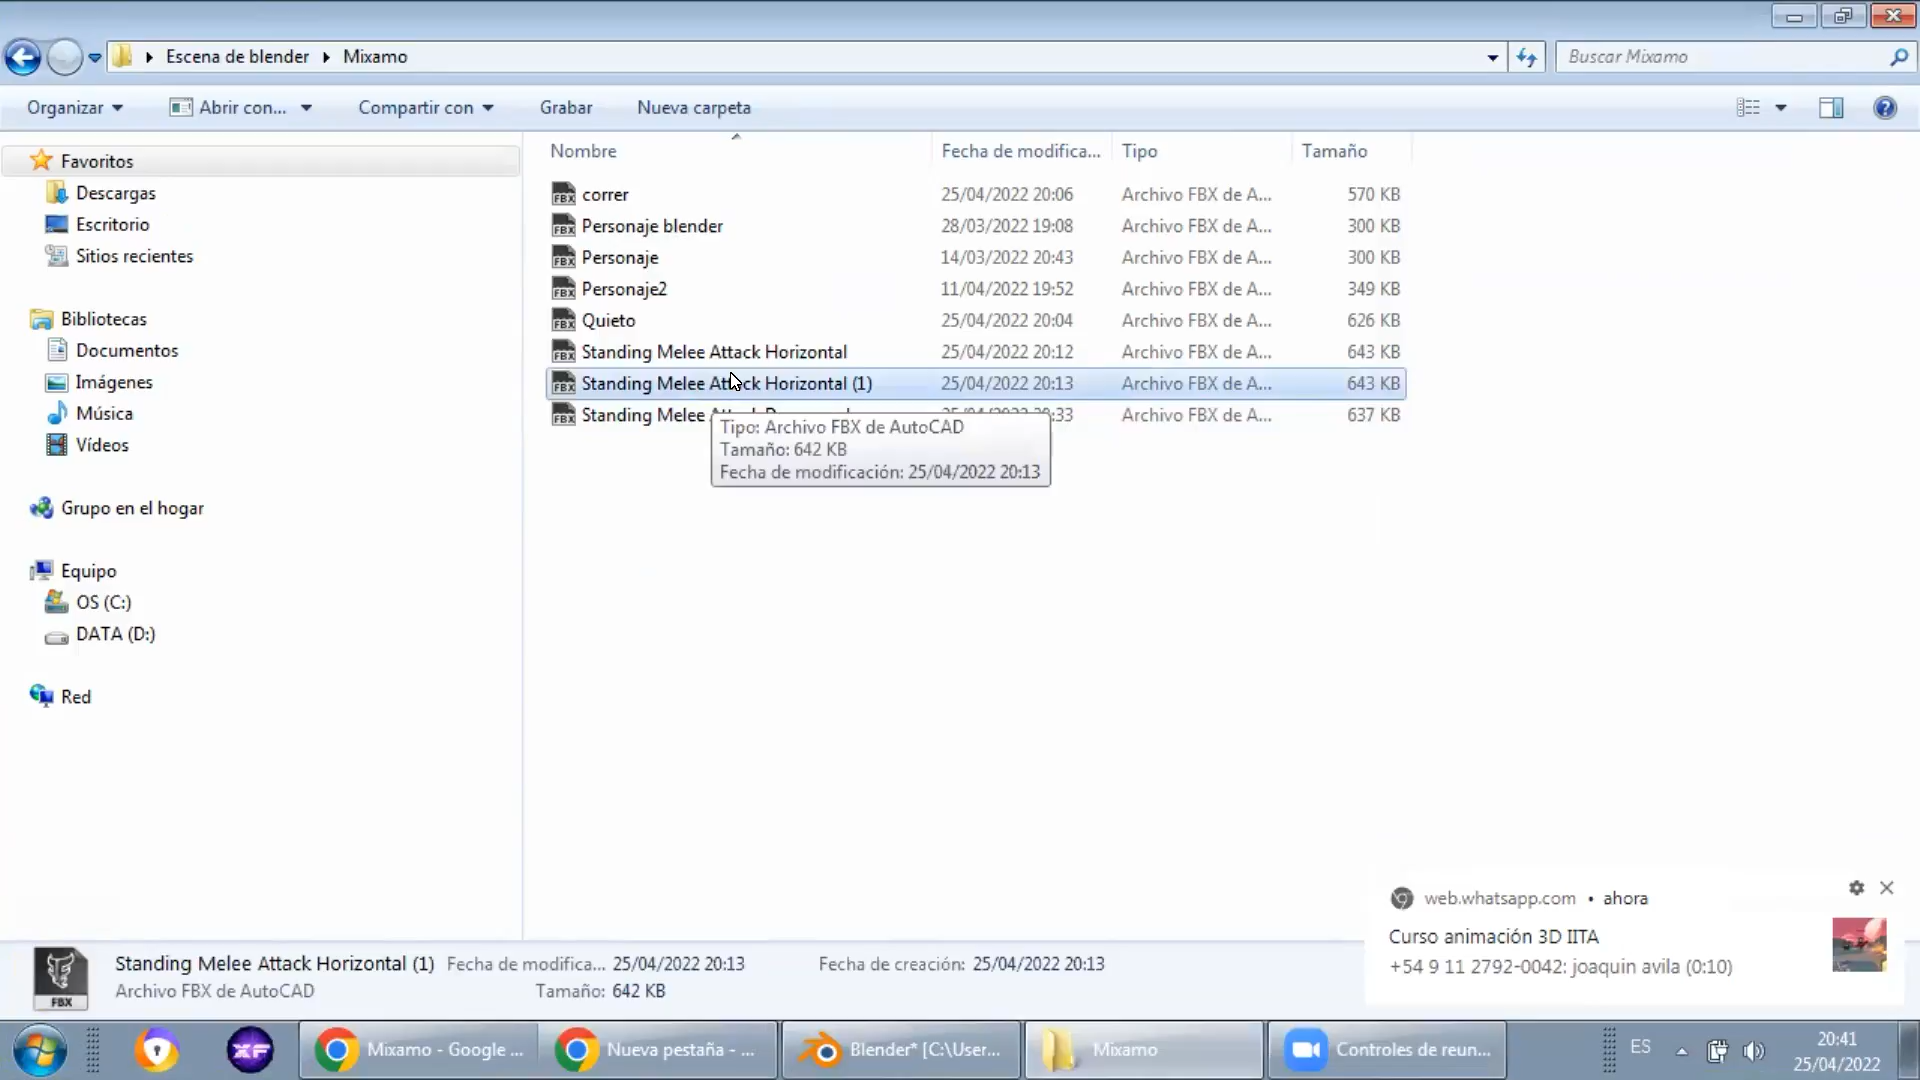 Escena de blender Mixamo
Buscar Mixamo
Organizar Abrir con... Compartir con Grabar Nueva carpeta
Favoritos
Descargas
Escritorio
Sitios recientes
Bibliotecas
Documentos
Imágenes
Música
Vídeos
Grupo en el hogar
Equipo
OS (C:)
DATA (D:)
Red
Nombre Fecha de modifica... Tipo Tamaño
FBX correr 25/04/2022 20:06 Archivo FBX de A... 570 KB
FBX Personaje blender 28/03/2022 19:08 Archivo FBX de A... 300 KB
FBX Personaje 14/03/2022 20:43 Archivo FBX de A... 300 KB
FBX Personaje2 11/04/2022 19:52 Archivo FBX de A... 349 KB
FBX Quieto 25/04/2022 20:04 Archivo FBX de A... 626 KB
FBX Standing Melee Attack Horizontal 25/04/2022 20:12 Archivo FBX de A... 643 KB
FBX Standing Melee Attack Horizontal (1) 25/04/2022 20:13 Archivo FBX de A... 643 KB
FBX Standing Melee :33 Archivo FBX de A... 637 KB
Tipo: Archivo FBX de AutoCAD
Tamaño: 642 KB
Fecha de modificación: 25/04/2022 20:13
web.whatsapp.com • ahora
Curso animación 3D IITA
+54 9 11 2792-0042: joaquin avila (0:10)
Standing Melee Attack Horizontal (1) Fecha de modifica... 25/04/2022 20:13 Fecha de creación: 25/04/2022 20:13
Archivo FBX de AutoCAD Tamaño: 642 KB
FBX
XF Mixamo - Google ... Nueva pestaña - ... Blender* [C:\User... Mixamo Controles de reun... ES
20:41
25/04/2022